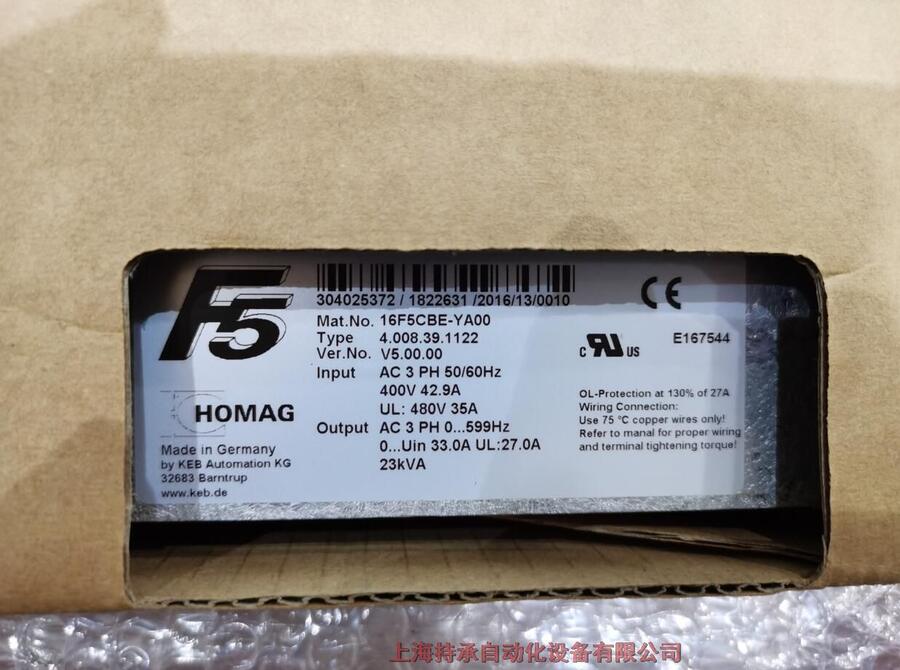 F5
304025372 / 1822631 /2016/13/0010
Mat.No. 16F5CBE-YA00
Type 4.008.39.1122
Ver.No. V5.00.00
Input AC 3 PH 50/60Hz
400V 42.9A
UL: 480V 35A
Output AC 3 PH 0...599Hz
0...Uin 33.0A UL:27.0A
23kVA
HOMAG
Made in Germany
by KEB Automation KG
32683 Barntrup
www.keb.de
CE
c RU US E167544
OL-Protection at 130% of 27A
Wiring Connection:
Use 75 °C copper wires only!
Refer to manal for proper wiring
and terminal tightening torque!
上海持承自动化设备有限公司